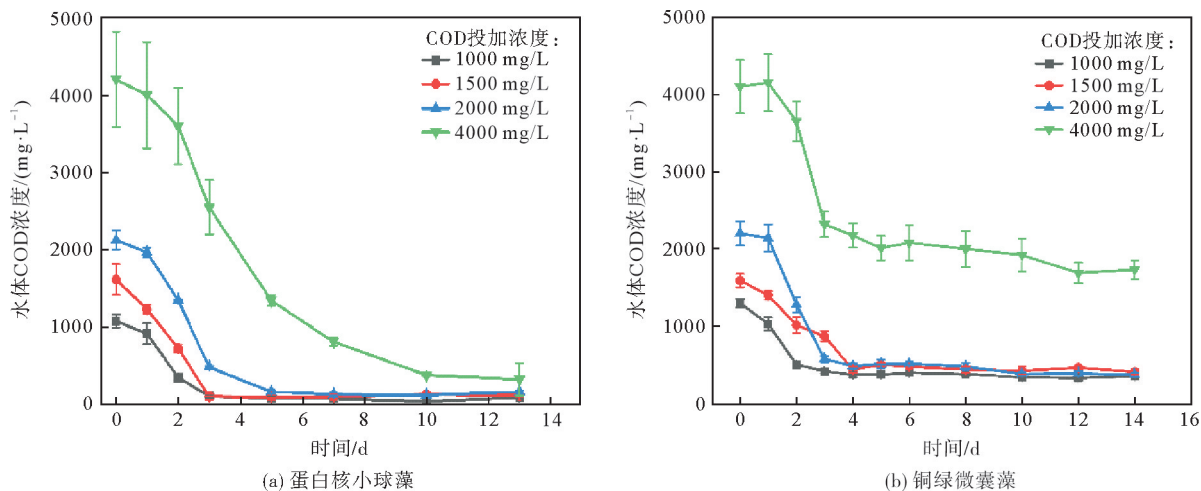 5000
4000
3000
2000
1000
0
水体COD浓度/(mg·L⁻¹)
COD投加浓度：
1000 mg/L
1500 mg/L
2000 mg/L
4000 mg/L
0 2 4 6 8 10 12 14
时间/d
(a) 蛋白核小球藻
5000
4000
3000
2000
1000
0
水体COD浓度/(mg·L⁻¹)
COD投加浓度：
1000 mg/L
1500 mg/L
2000 mg/L
4000 mg/L
0 2 4 6 8 10 12 14 16
时间/d
(b) 铜绿微囊藻